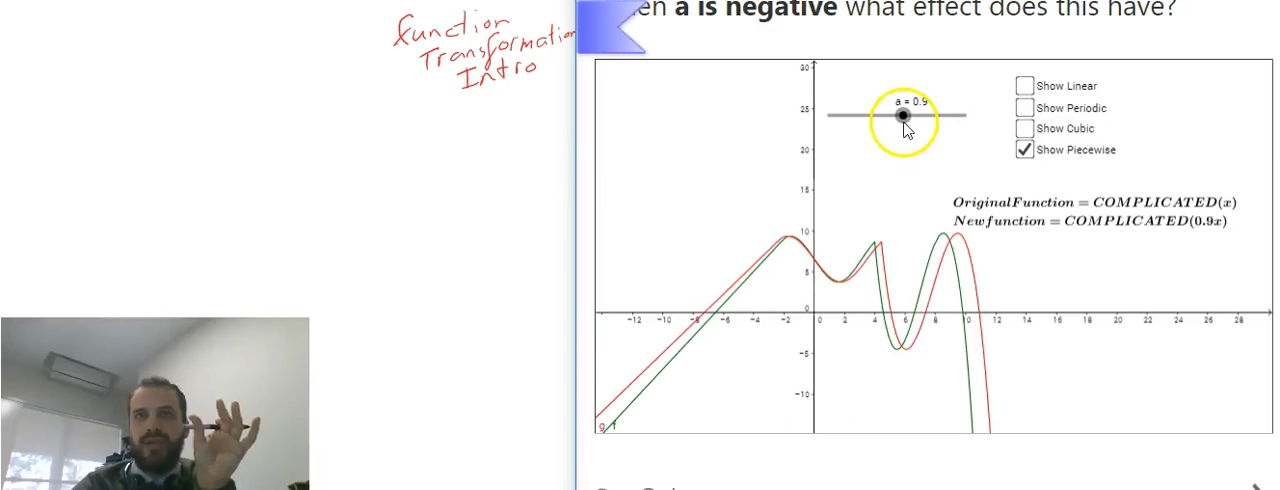 function
Transformation
Intro
en a is negative what effect does this have?
a = 0.9
Show Linear
Show Periodic
Show Cubic
Show Piecewise
OriginalFunction = COMPLICATED(x)
Newfunction = COMPLICATED(0.9x)
30
25
20
15
10
5
0
-5
-10
-12 -10 -8 -6 -4 -2 0 2 4 6 8 10 12 14 16 18 20 22 24 26 28
g f